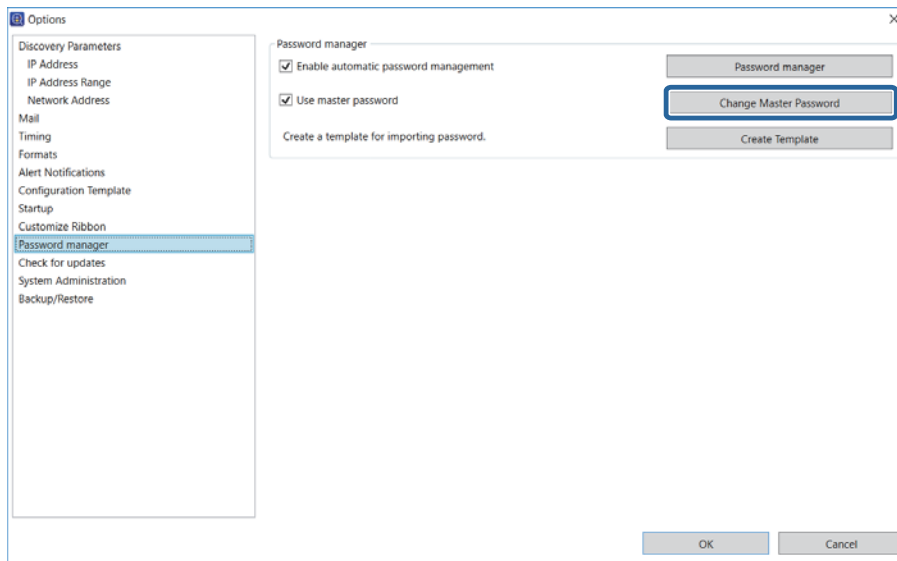 Options
Discovery Parameters
IP Address
IP Address Range
Network Address
Mail
Timing
Formats
Alert Notifications
Configuration Template
Startup
Customize Ribbon
Password manager
Check for updates
System Administration
Backup/Restore
Password manager
Enable automatic password management
Password manager
Use master password
Change Master Password
Create a template for importing password.
Create Template
OK
Cancel